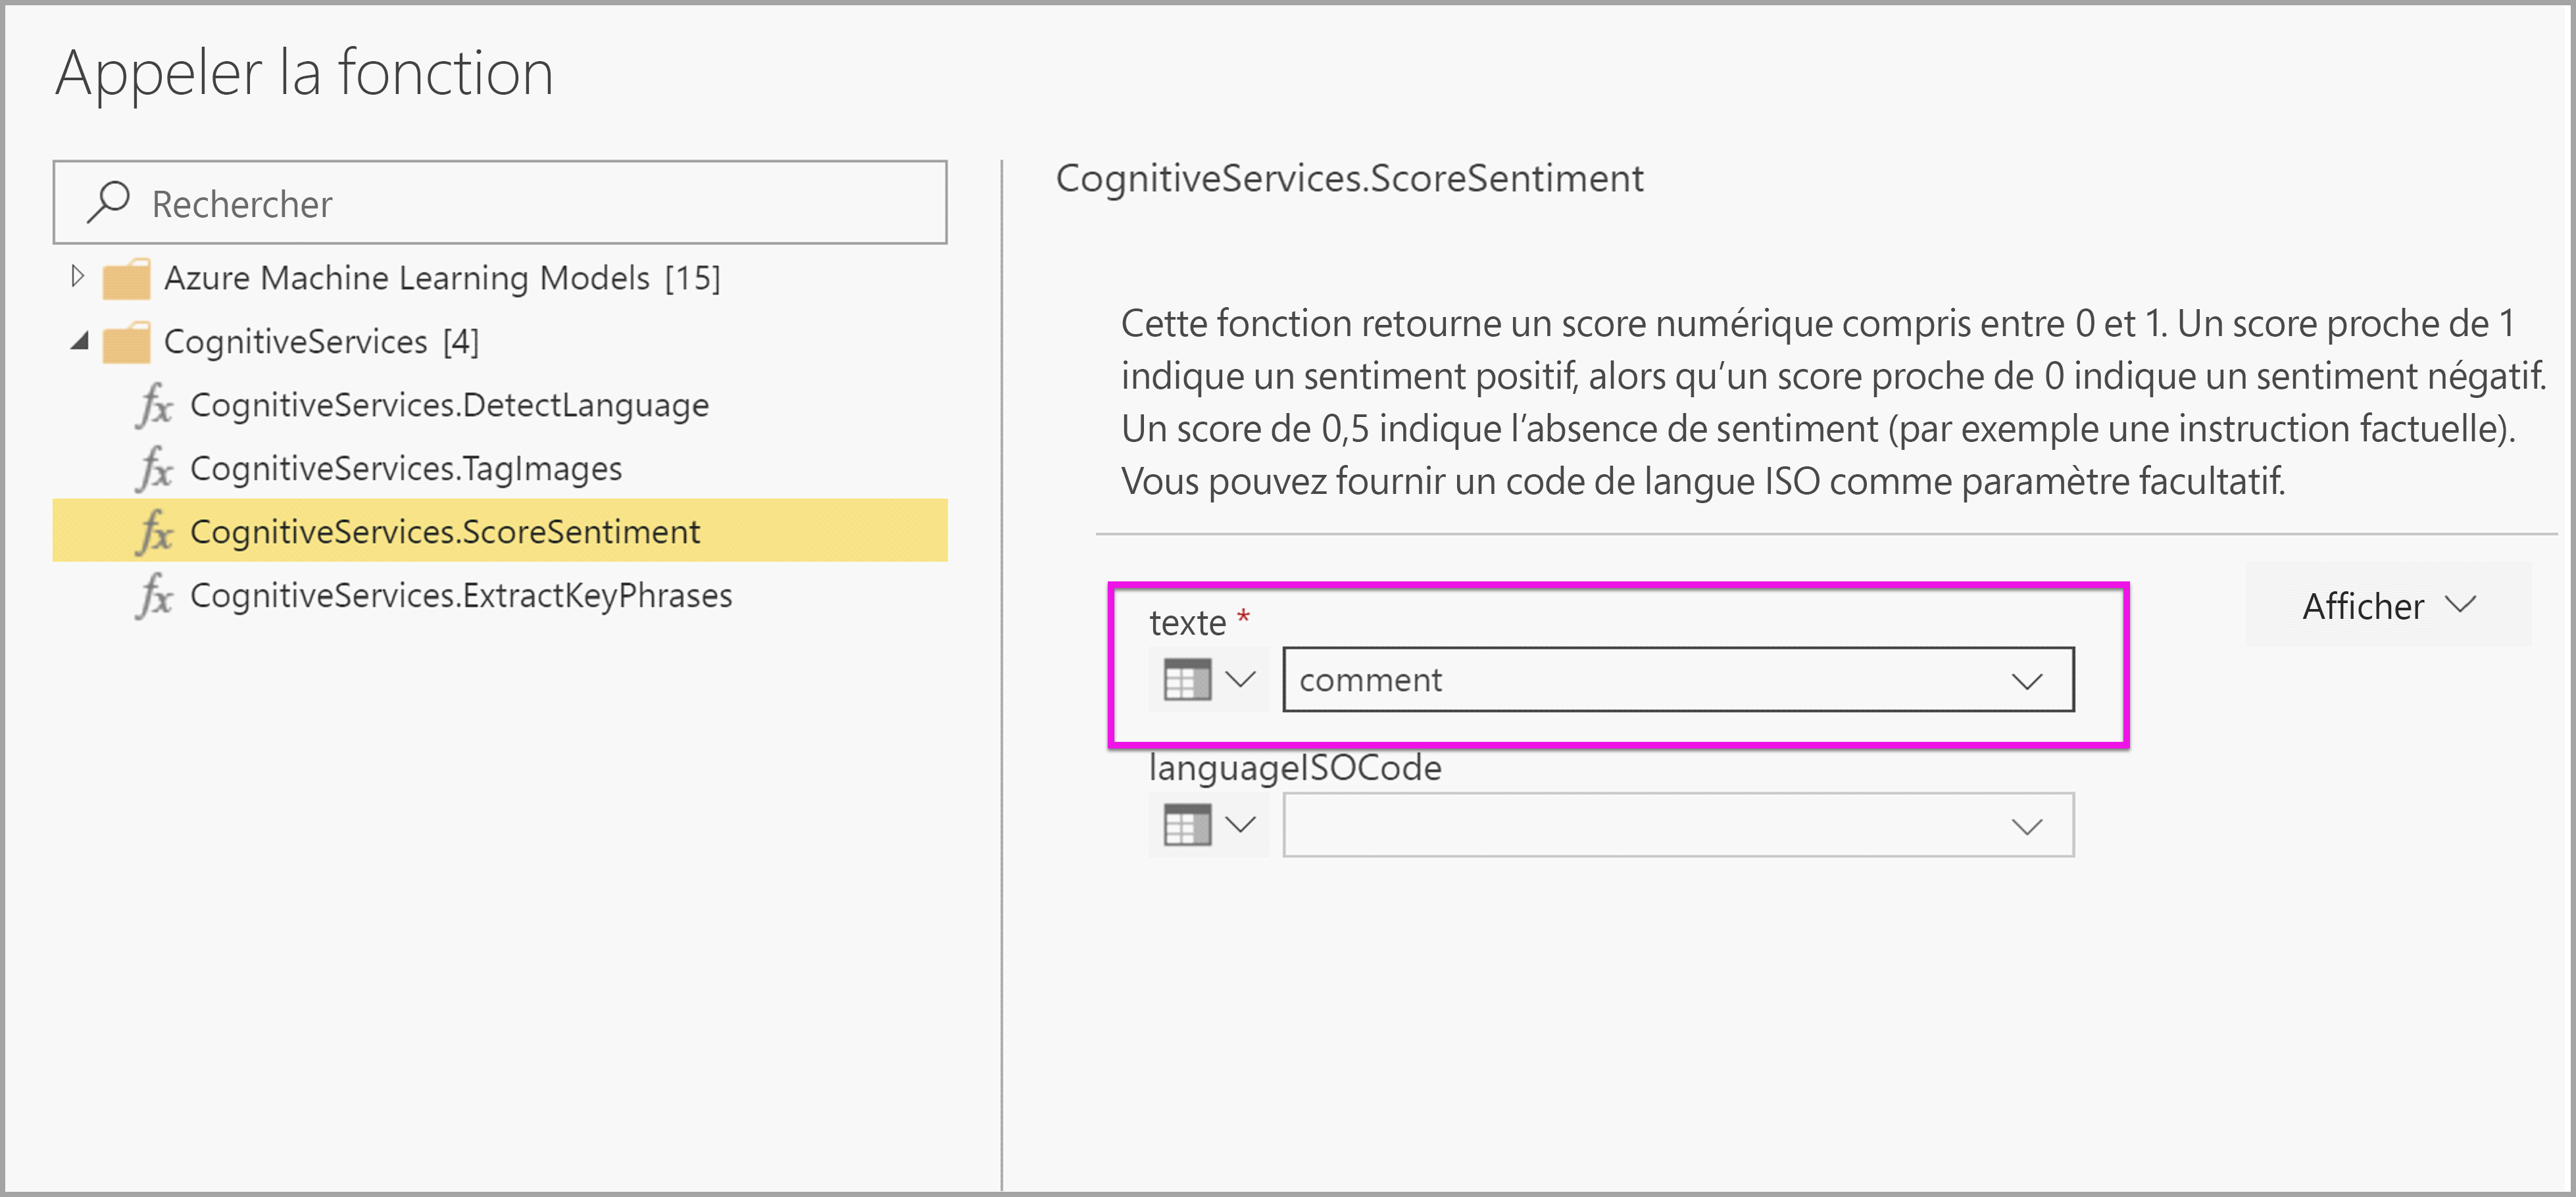 Appeler la fonction
Rechercher
Azure Machine Learning Models [15]
CognitiveServices [4]
fx CognitiveServices.DetectLanguage
fx CognitiveServices.TagImages
fx CognitiveServices.ScoreSentiment
fx CognitiveServices.ExtractKeyPhrases
CognitiveServices.ScoreSentiment
Cette fonction retourne un score numérique compris entre 0 et 1. Un score proche de 1
indique un sentiment positif, alors qu’un score proche de 0 indique un sentiment négatif.
Un score de 0,5 indique l’absence de sentiment (par exemple une instruction factuelle).
Vous pouvez fournir un code de langue ISO comme paramètre facultatif.
Afficher
texte *
comment
languageISOCode